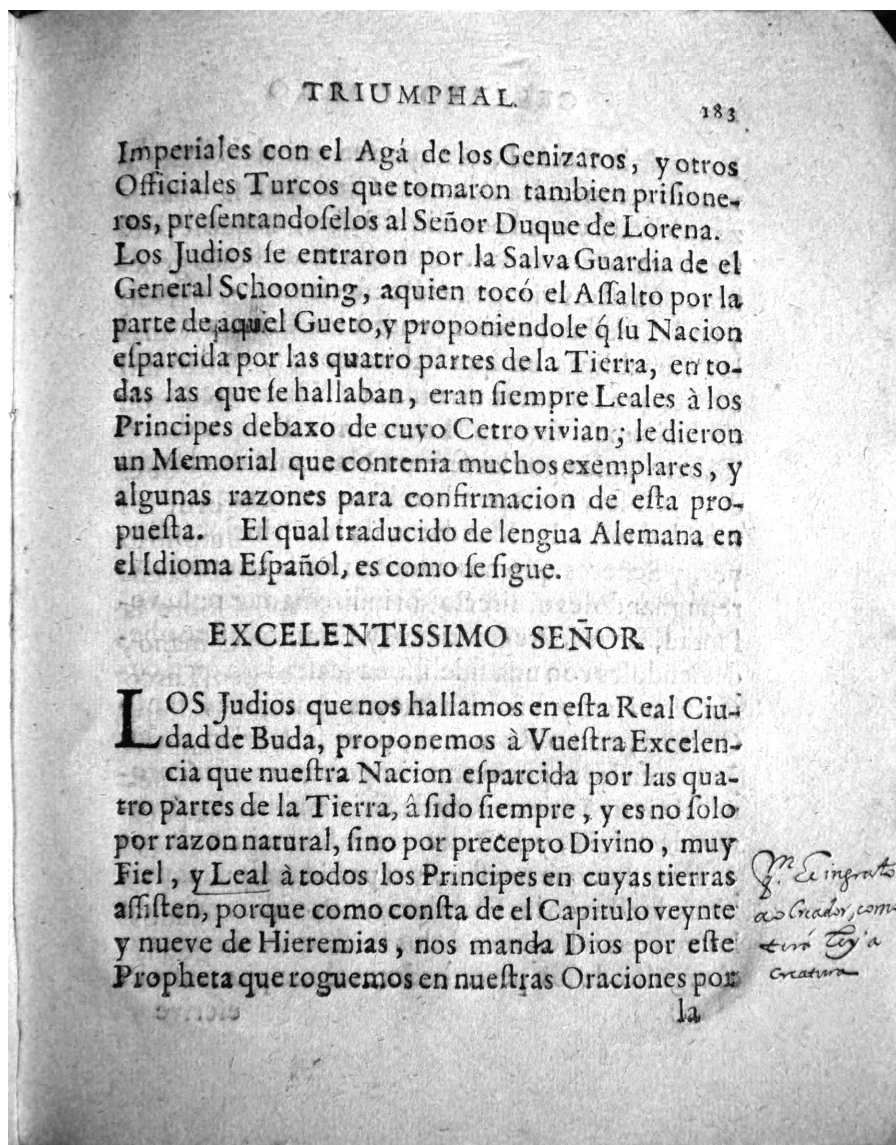 TRIUMPHAL.
183
Imperiales con el Agá de los Genizaros, y otros
Officiales Turcos que tomaron tambien priſione-
ros, preſentandoſelos al Señor Duque de Lorena.
Los Judios ſe entraron por la Salva Guardia de el
General Schooning, aquien tocó el Aſſalto por la
parte de aquel Gueto, y proponiendole q̃ ſu Nacion
eſparcida por las quatro partes de la Tierra, en to-
das las que ſe hallaban, eran ſiempre Leales à los
Principes debaxo de cuyo Cetro vivian; le dieron
un Memorial que contenia muchos exemplares, y
algunas razones para confirmacion de eſta pro-
pueſta. El qual traducido de lengua Alemana en
el Idioma Eſpañol, es como ſe ſigue.
EXCELENTISSIMO SEÑOR
LOS Judios que nos hallamos en eſta Real Ciu-
dad de Buda, proponemos à Vueſtra Excelen-
cia que nueſtra Nacion eſparcida por las qua-
tro partes de la Tierra, â ſido ſiempre, y es no ſolo
por razon natural, ſino por precepto Divino, muy
Fiel, y Leal à todos los Principes en cuyas tierras
aſſiſten, porque como conſta de el Capitulo veynte
y nueve de Hieremias, nos manda Dios por eſte
Propheta que roguemos en nueſtras Oraciones por
la
q.m he ingrato
ao Creador, com
a
creatura